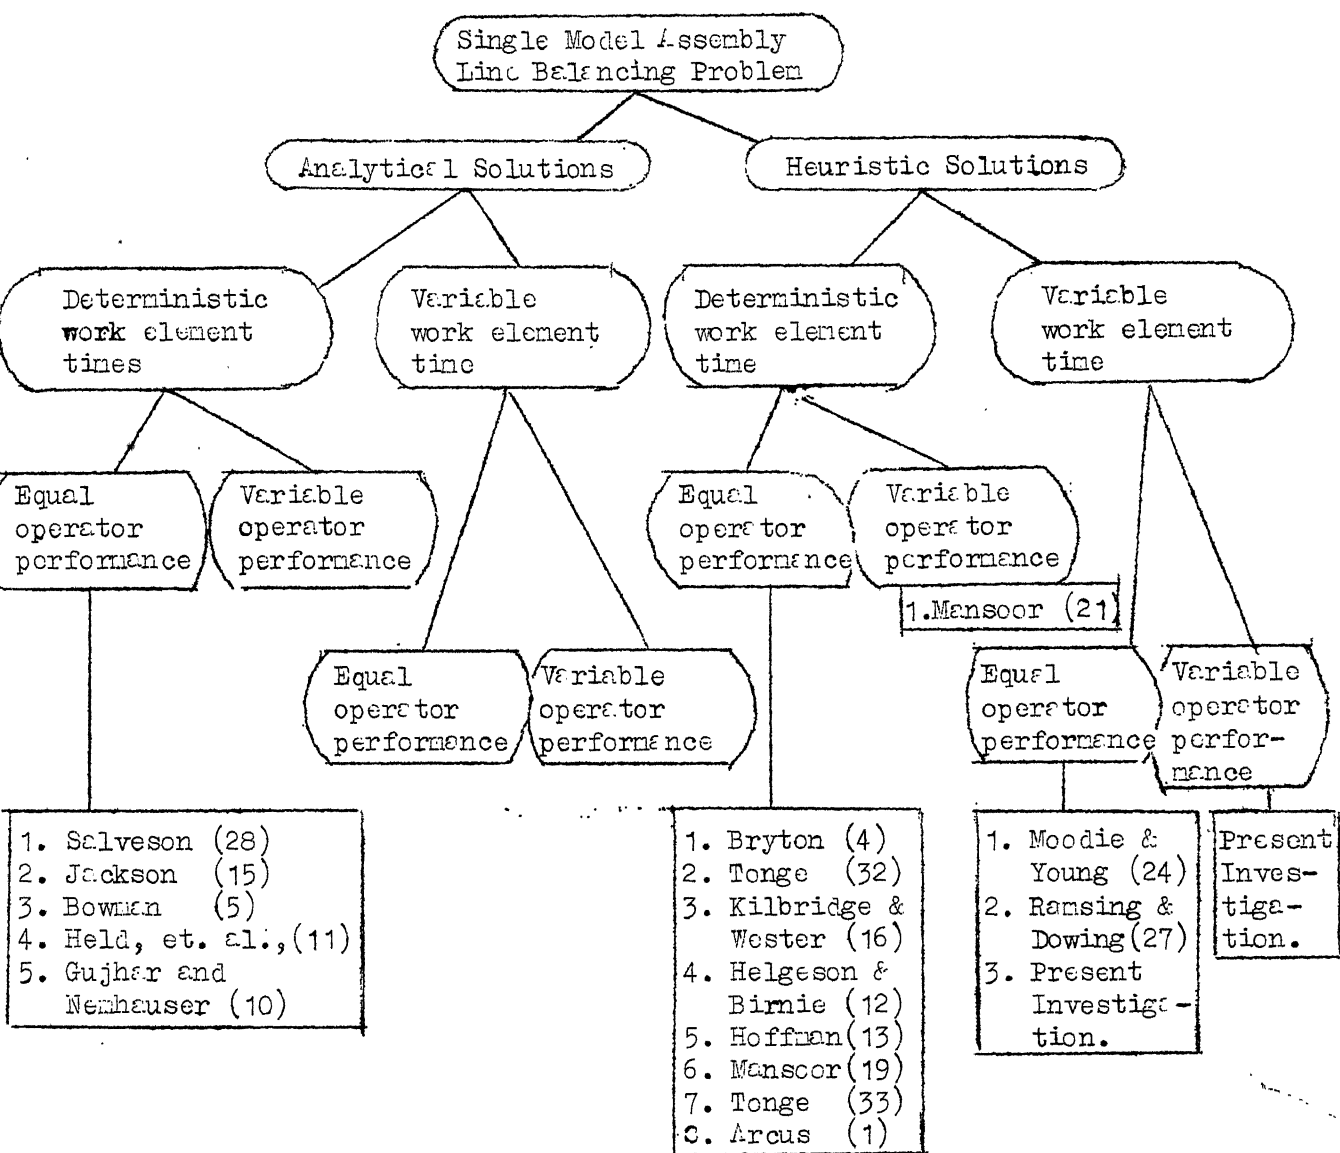 Single Model Assembly
Line Balancing Problem
Analytical Solutions
Heuristic Solutions
Deterministic
work element
times
Variable
work element
time
Deterministic
work element
time
Variable
work element
time
Equal
operator
performance
Variable
operator
performance
Equal
operator
performance
Variable
operator
performance
1.Mansoor (21)
Equal
operator
performance
Variable
operator
performance
Equal
operator
performance
Variable
operator
perfor-
mance
1. Salveson (28)
2. Jackson (15)
3. Bowman (5)
4. Held, et. al.,(11)
5. Gujhar and
Nemhauser (10)
1. Bryton (4)
2. Tonge (32)
3. Kilbridge &
Wester (16)
4. Helgeson &
Birnie (12)
5. Hoffman(13)
6. Mansoor(19)
7. Tonge (33)
8. Arcus (1)
1. Moodie &
Young (24)
2. Ramsing &
Dowing(27)
3. Present
Investiga-
tion.
Present
Inves-
tiga-
tion.